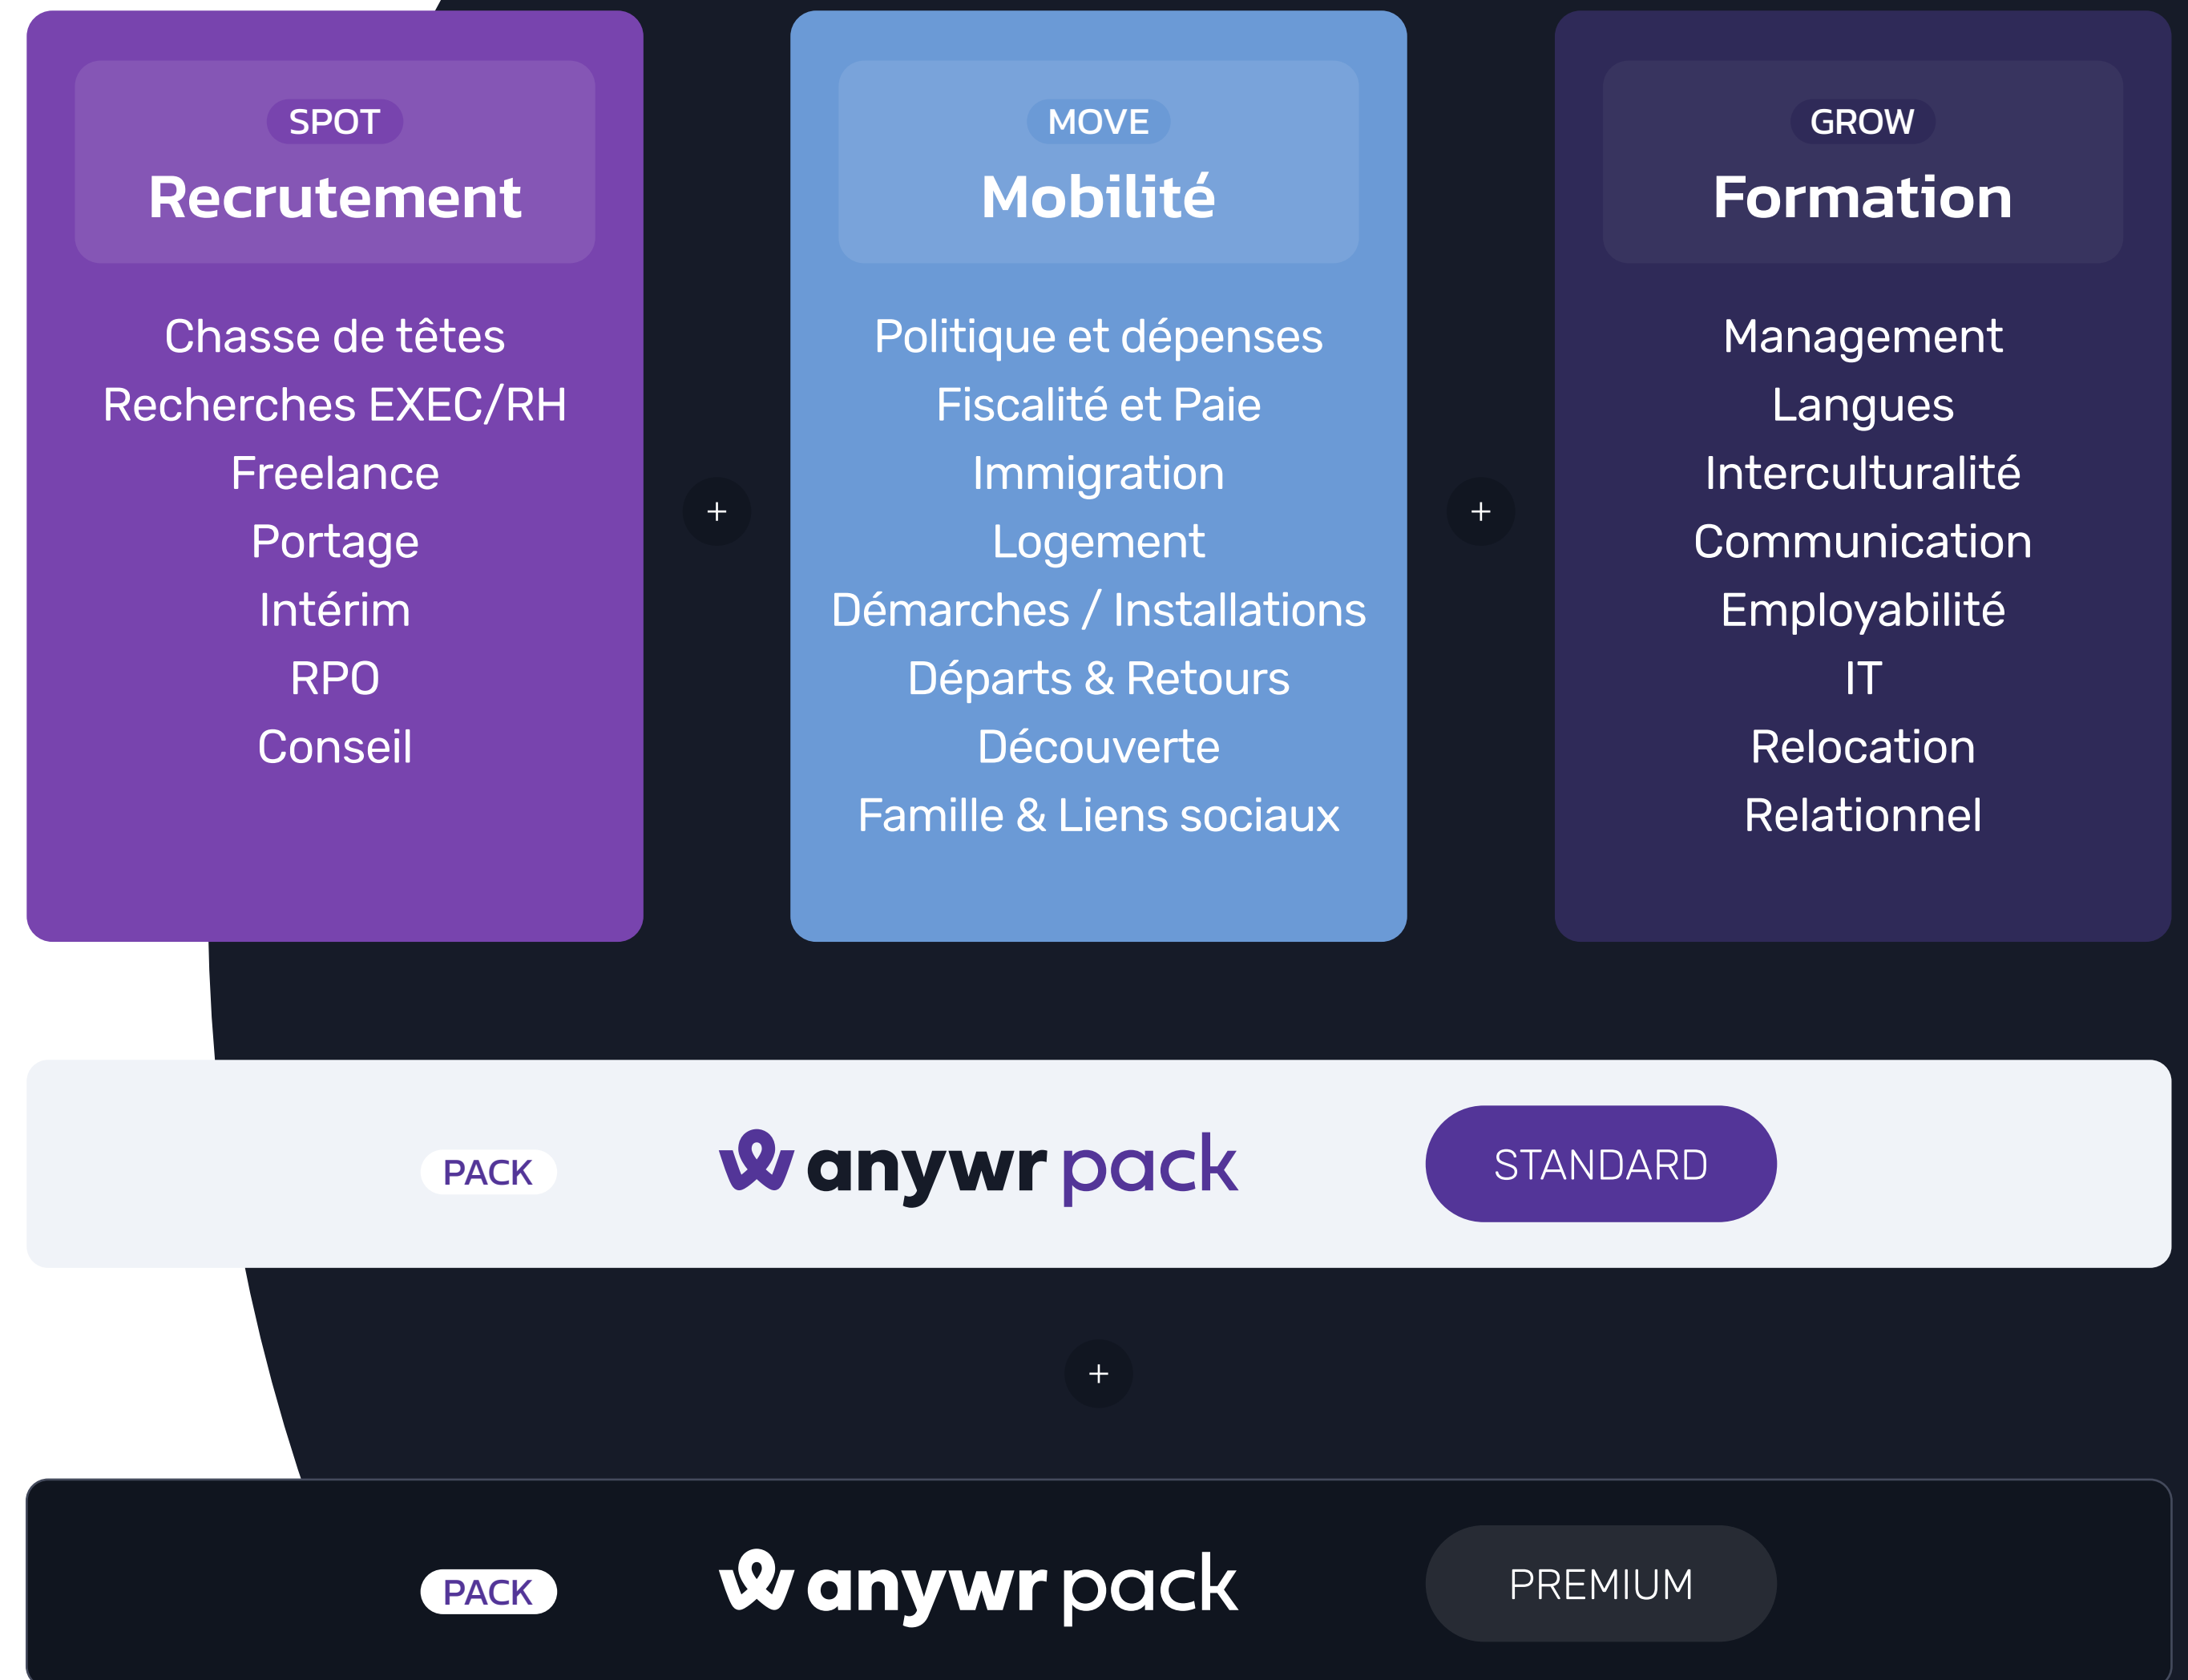 SPOT
Recrutement
Chasse de têtes
Recherches EXEC/RH
Freelance
Portage
Intérim
RPO
Conseil
+
MOVE
Mobilité
Politique et dépenses
Fiscalité et Paie
Immigration
Logement
Démarches / Installations
Départs & Retours
Découverte
Famille & Liens sociaux
+
GROW
Formation
Management
Langues
Interculturalité
Communication
Employabilité
IT
Relocation
Relationnel
PACK anywr pack STANDARD
+
PACK anywr pack PREMIUM